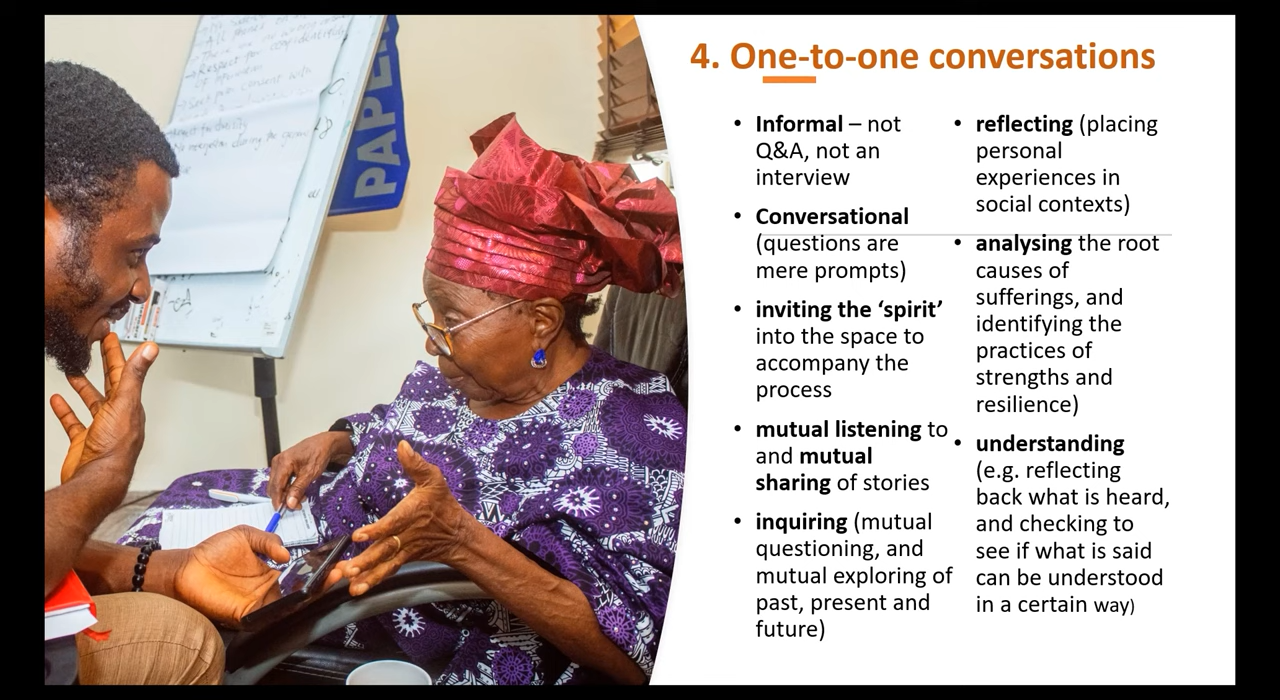 4. One-to-one conversations
• Informal – not
Q&A, not an
interview
• Conversational
(questions are
mere prompts)
• inviting the ‘spirit’
into the space to
accompany the
process
• mutual listening to
and mutual
sharing of stories
• inquiring (mutual
questioning, and
mutual exploring of
past, present and
future)
• reflecting (placing
personal
experiences in
social contexts)
• analysing the root
causes of
sufferings, and
identifying the
practices of
strengths and
resilience)
• understanding
(e.g. reflecting
back what is heard,
and checking to
see if what is said
can be understood
in a certain way)
All phones
Respect for confidentiality
PAPE